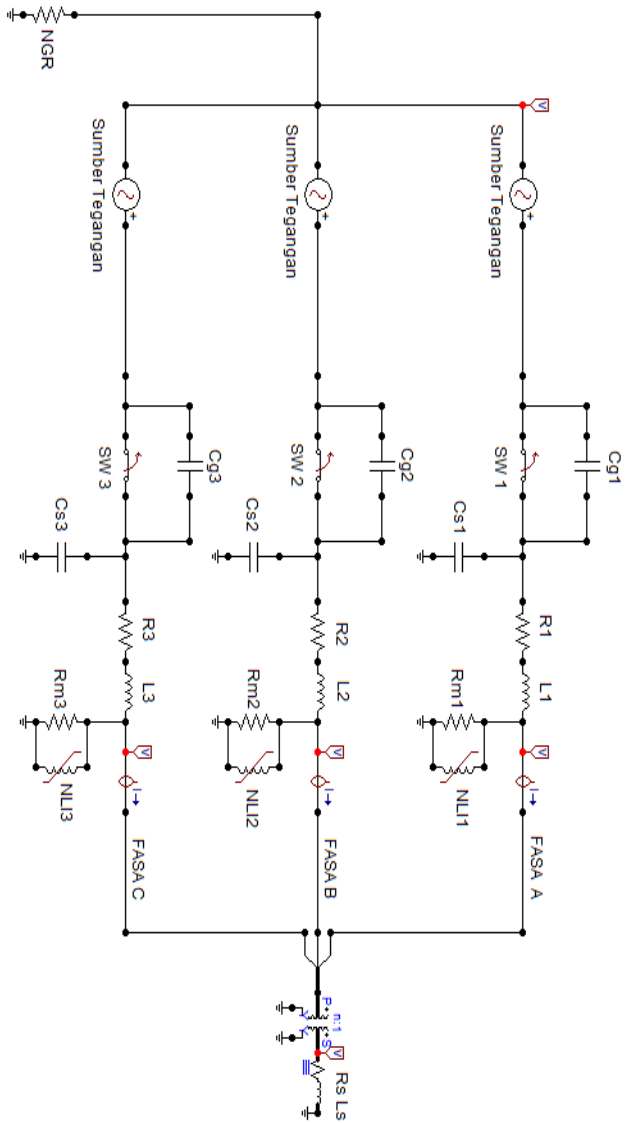 V
Cg1
Sumber Tegangan
SW 1
R1
L1
V
I
FASA A
Cs1
Rm1
NLI1
Cg2
Sumber Tegangan
SW 2
R2
L2
V
I
FASA B
Cs2
Rm2
NLI2
P
n:1
S
Y
Y
V
Rs Ls
Cg3
Sumber Tegangan
SW 3
R3
L3
V
I
FASA C
Cs3
Rm3
NLI3
NGR